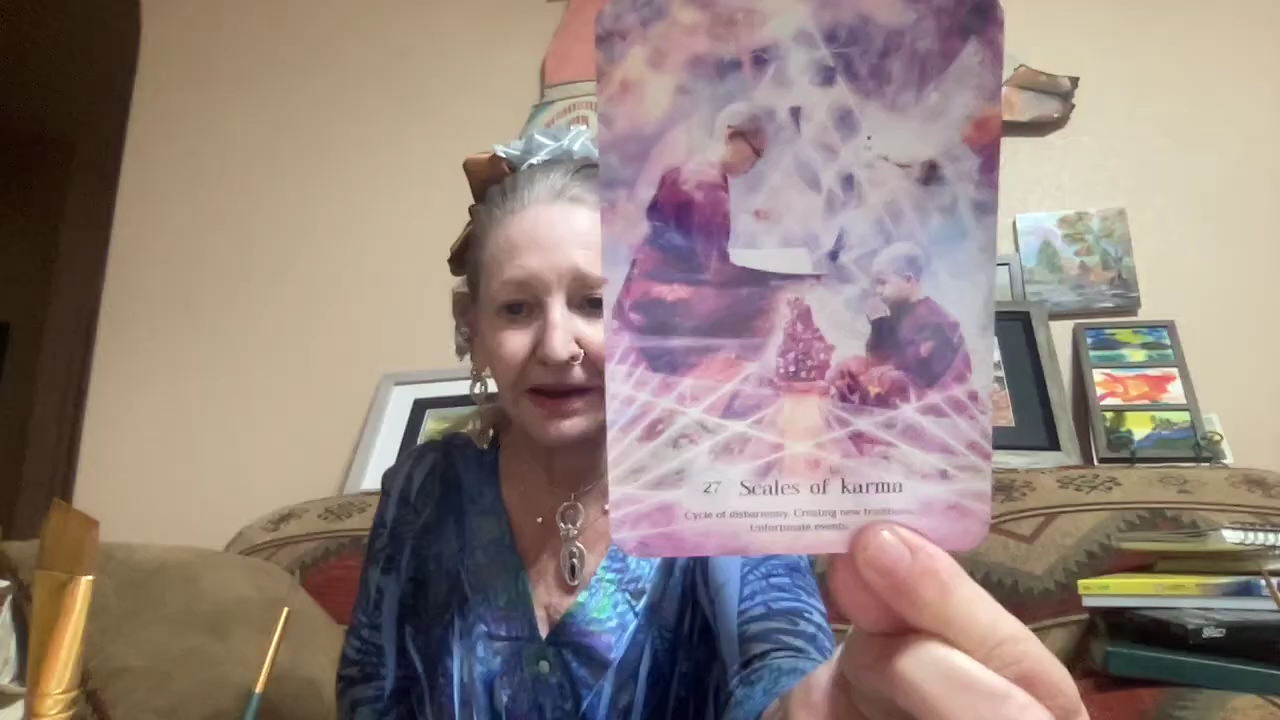 27 Scales of karma
Cycle of disharmony. Creating new traditions.
Unfortunate events.